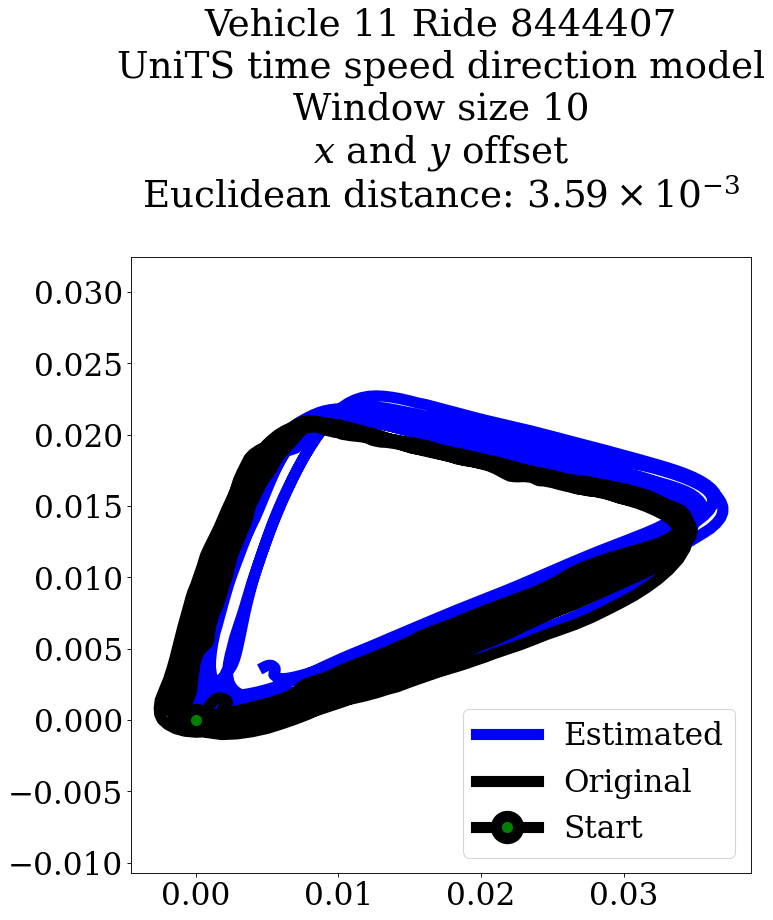 Vehicle 11 Ride 8444407
UniTS time speed direction model
Window size 10
x and y offset
Euclidean distance: 3.59 × 10⁻³
0.030
0.025
0.020
0.015
0.010
0.005
0.000
−0.005
−0.010
0.00 0.01 0.02 0.03
Estimated
Original
Start